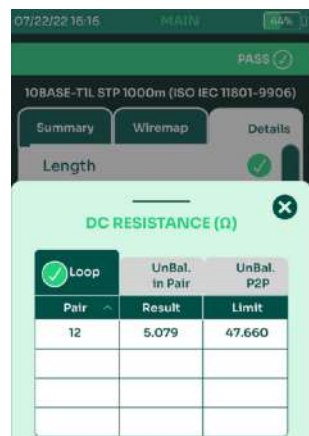 07/22/22 16:16 MAIN 44%
PASS
10BASE-T1L STP 1000m (ISO IEC 11801-9906)
Summary Wiremap Details
Length
DC RESISTANCE (Ω)
Loop UnBal. in Pair UnBal. P2P
Pair Result Limit
12 5.079 47.660